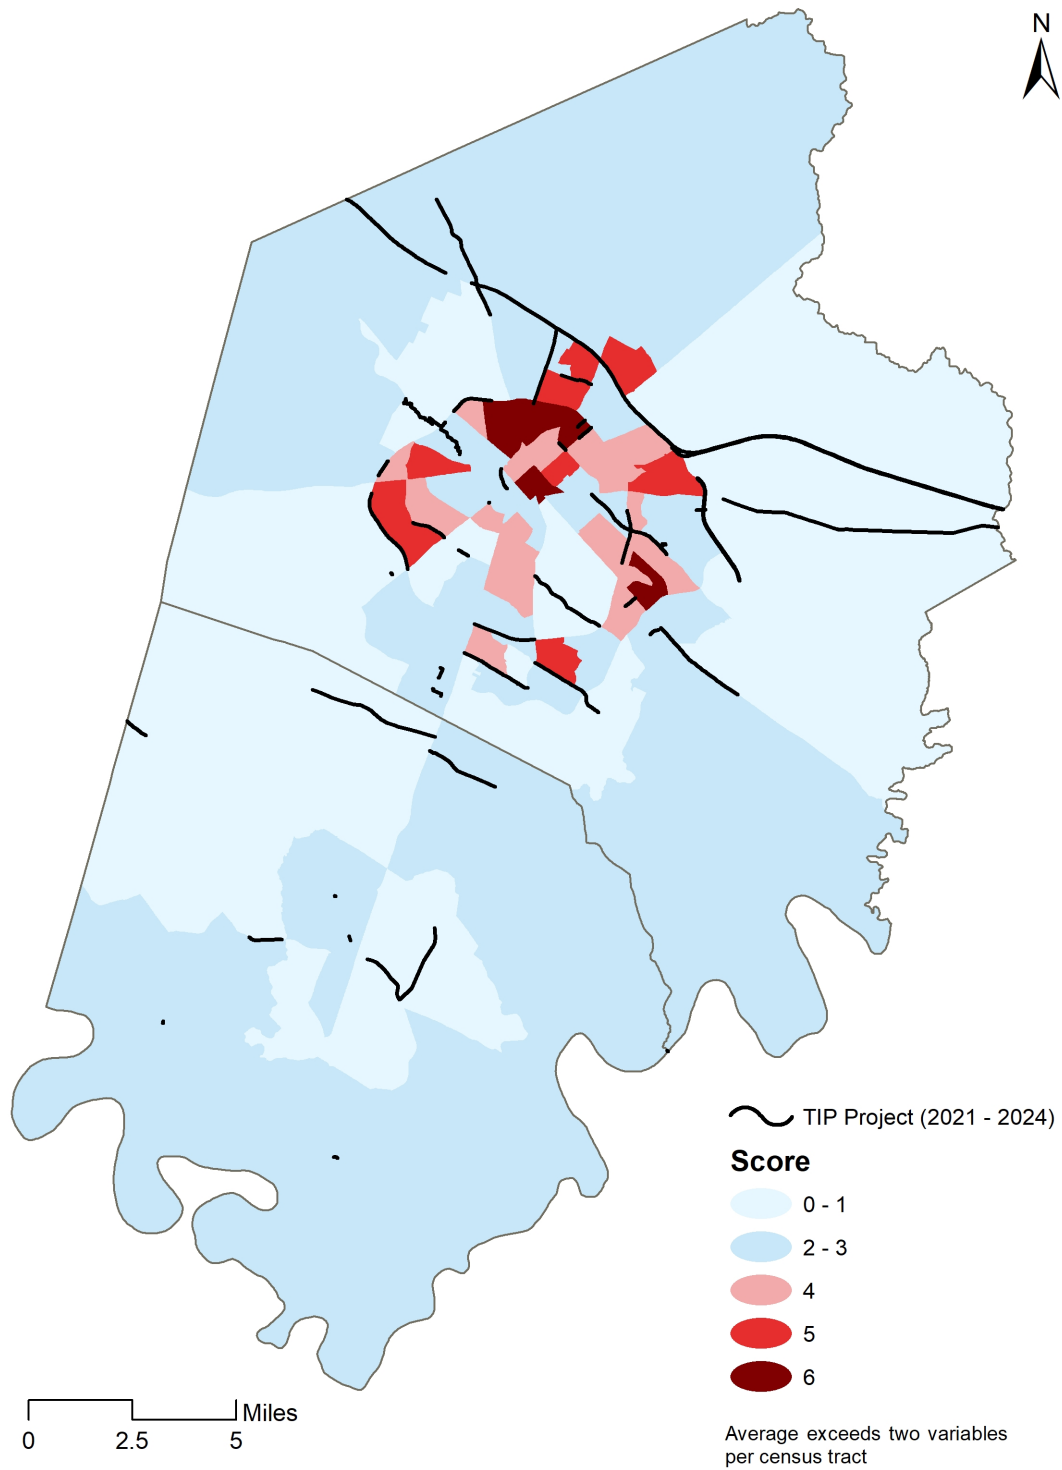 N
TIP Project (2021 - 2024)
Score
0 - 1
2 - 3
4
5
6
Miles
0 2.5 5
Average exceeds two variables
per census tract